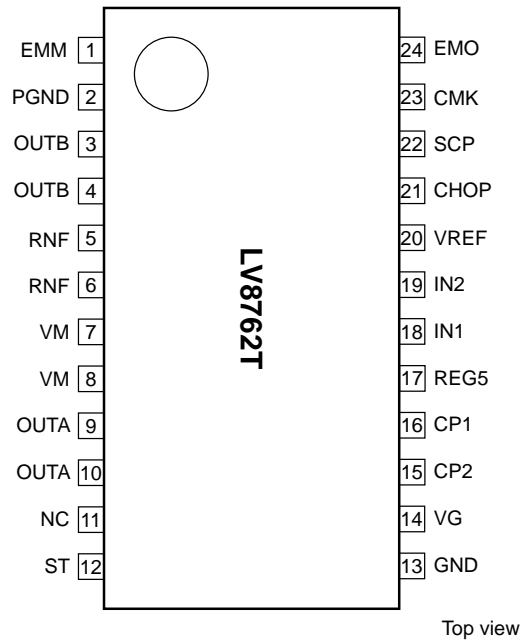 EMM 1
24 EMO
PGND 2
23 CMK
OUTB 3
22 SCP
OUTB 4
21 CHOP
RNF 5
20 VREF
RNF 6
19 IN2
VM 7
18 IN1
VM 8
17 REG5
OUTA 9
16 CP1
OUTA 10
15 CP2
NC 11
14 VG
ST 12
13 GND
LV8762T
Top view